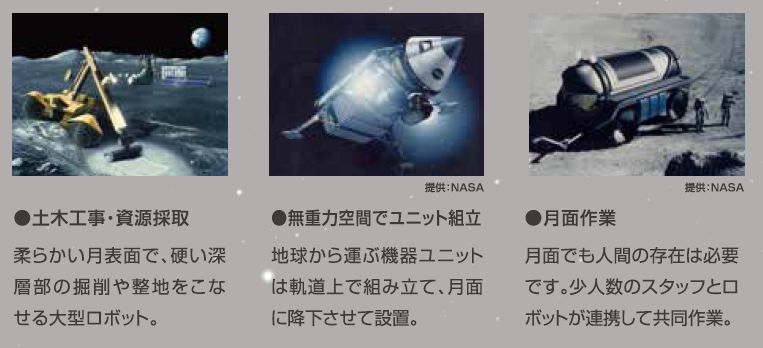 提供:NASA
提供:NASA
●土木工事・資源採取
柔らかい月表面で、硬い深
層部の掘削や整地をこな
せる大型ロボット。
●無重力空間でユニット組立
地球から運ぶ機器ユニット
は軌道上で組み立て、月面
に降下させて設置。
●月面作業
月面でも人間の存在は必要
です。少人数のスタッフとロ
ボットが連携して共同作業。